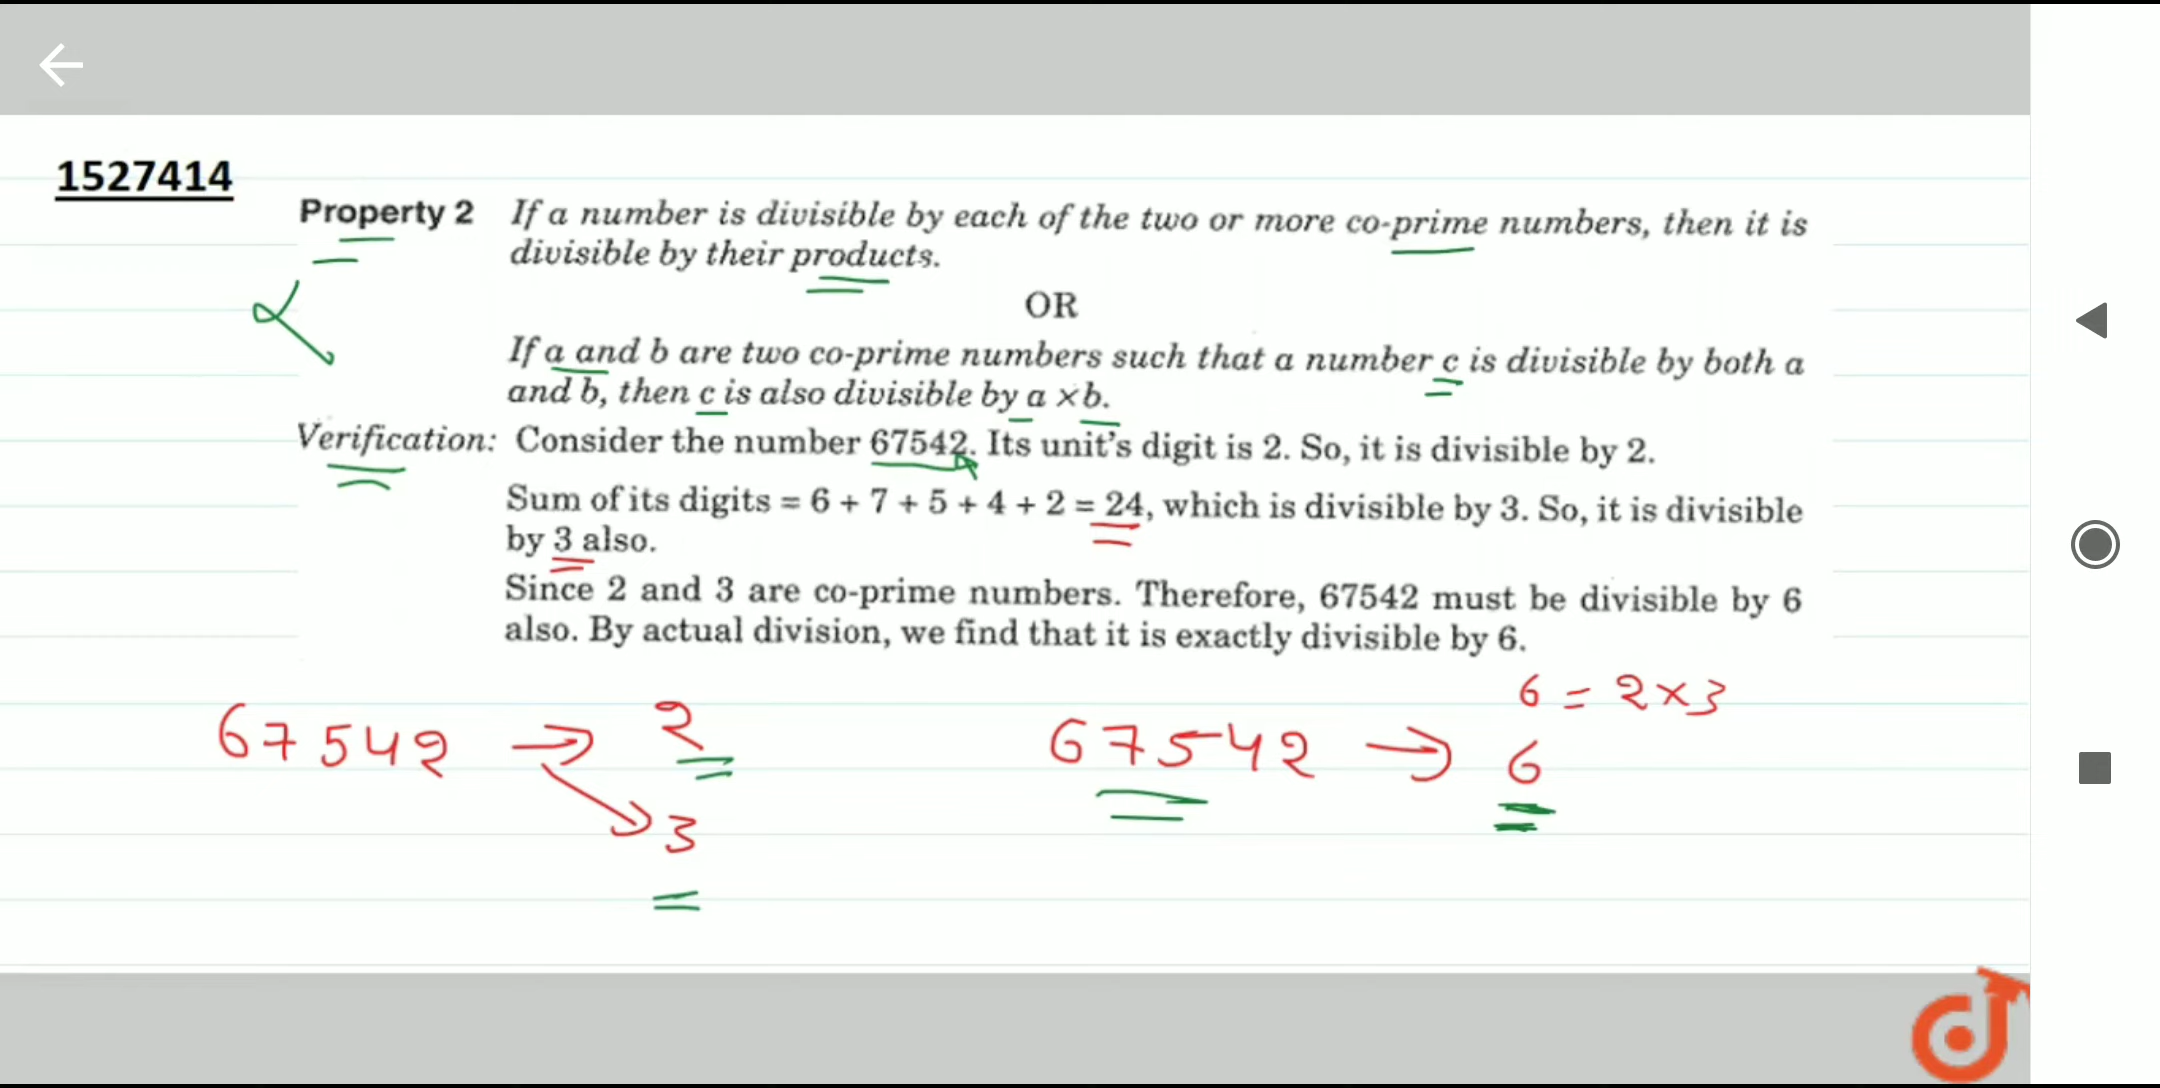 1527414
Property 2 If a number is divisible by each of the two or more co-prime numbers, then it is
divisible by their products.
OR
If a and b are two co-prime numbers such that a number c is divisible by both a
and b, then c is also divisible by a × b.
Verification: Consider the number 67542. Its unit's digit is 2. So, it is divisible by 2.
Sum of its digits = 6 + 7 + 5 + 4 + 2 = 24, which is divisible by 3. So, it is divisible
by 3 also.
Since 2 and 3 are co-prime numbers. Therefore, 67542 must be divisible by 6
also. By actual division, we find that it is exactly divisible by 6.
6 = 2 × 3
67542 → 2
67542 → 6
3